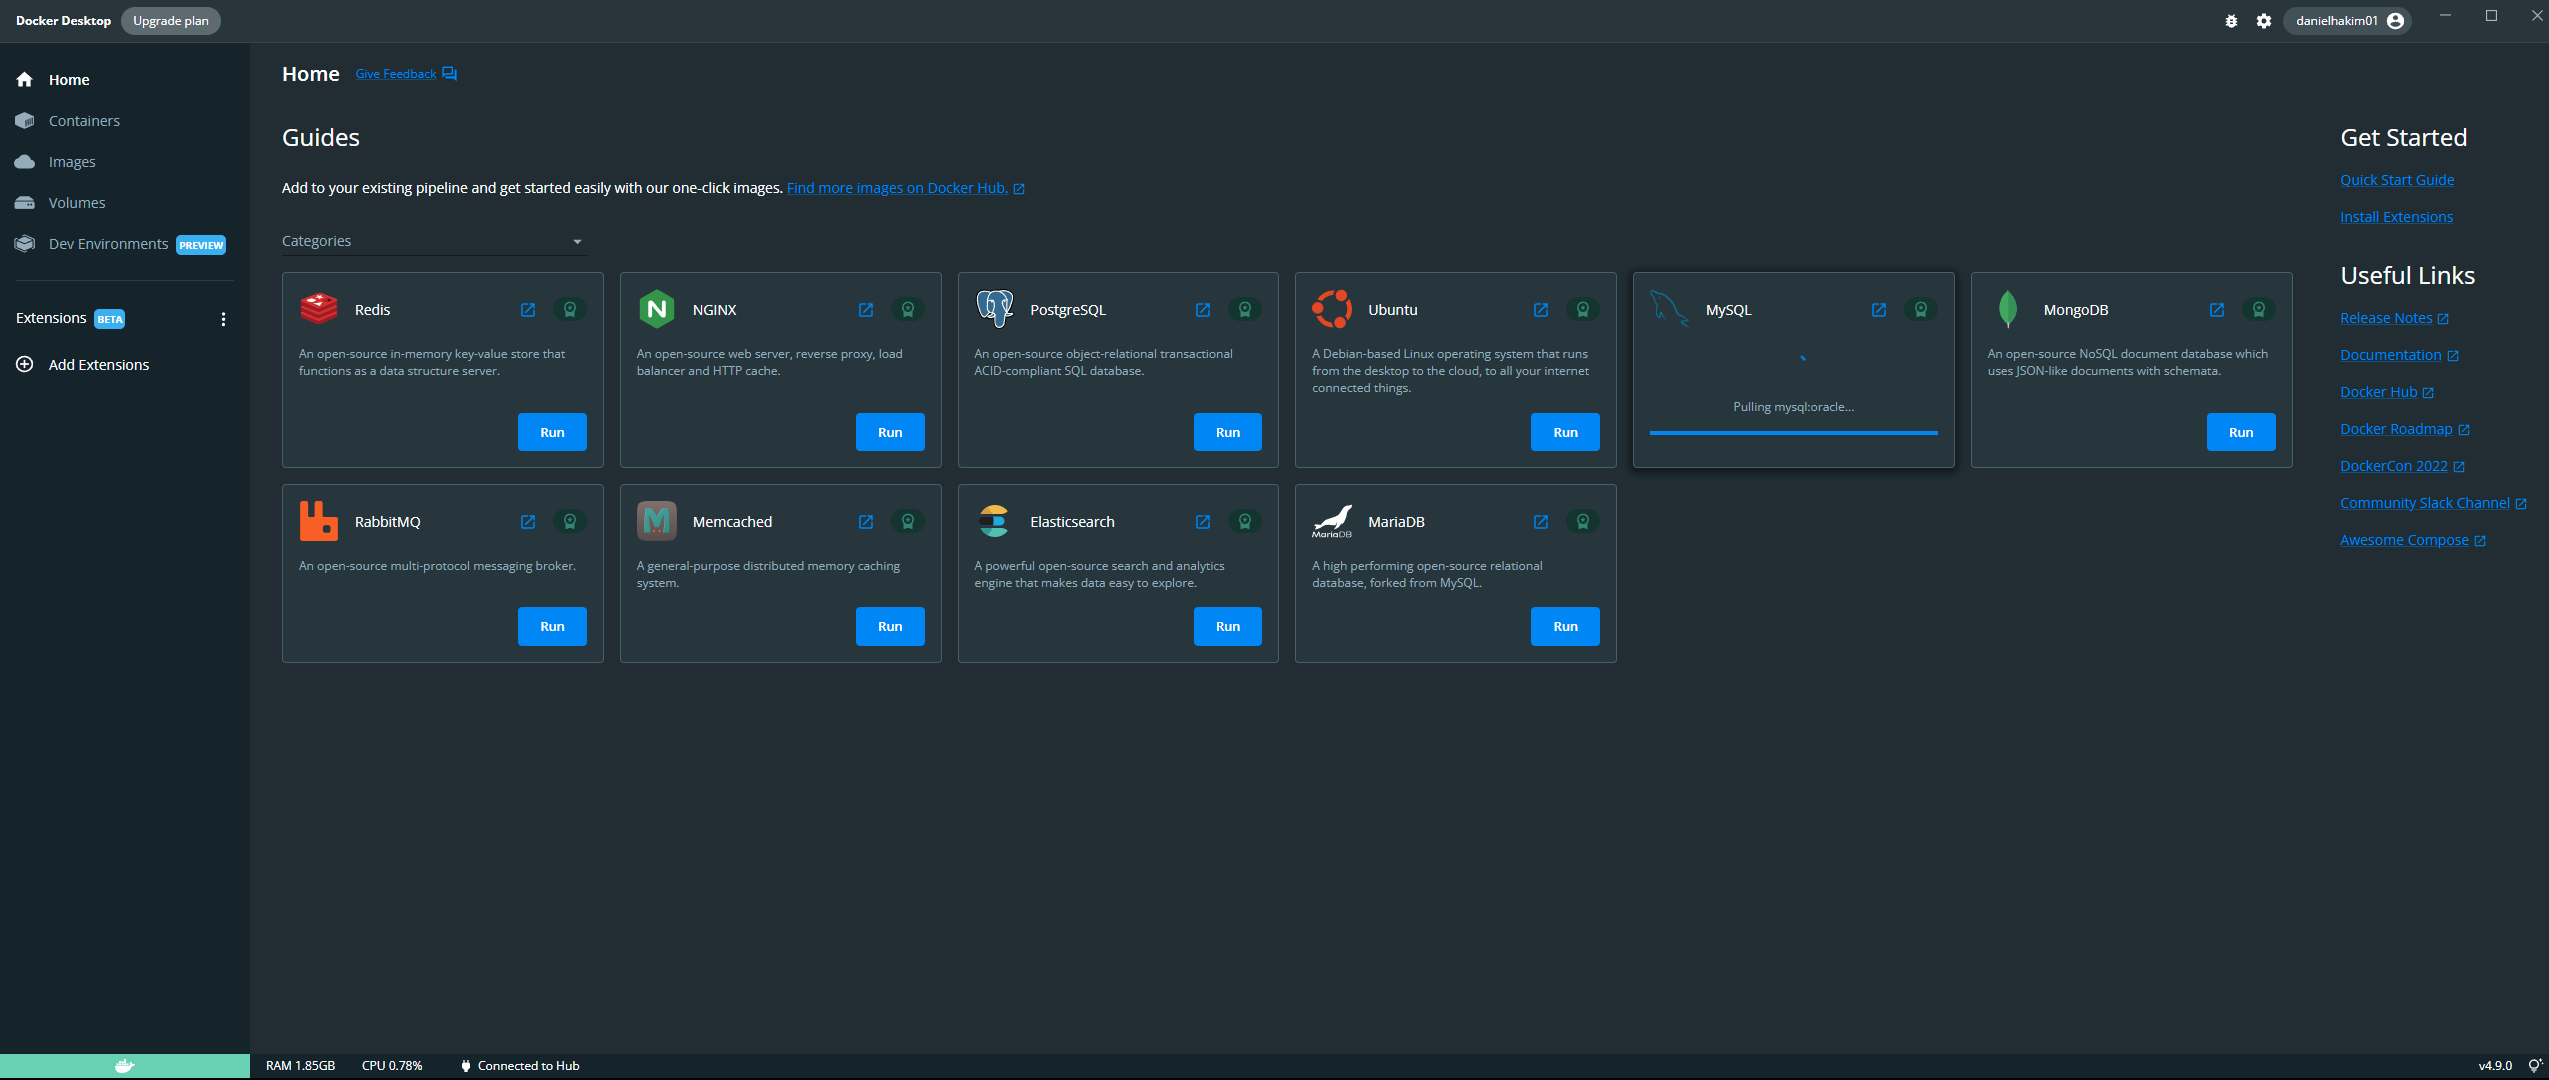 Docker Desktop
Upgrade plan
danielhakim01
Home
Containers
Images
Volumes
Dev Environments PREVIEW
Extensions BETA
Add Extensions
Home
Give Feedback
Guides
Add to your existing pipeline and get started easily with our one-click images. Find more images on Docker Hub.
Categories
Redis
An open-source in-memory key-value store that
functions as a data structure server.
Run
NGINX
An open-source web server, reverse proxy, load
balancer and HTTP cache.
Run
PostgreSQL
An open-source object-relational transactional
ACID-compliant SQL database.
Run
Ubuntu
A Debian-based Linux operating system that runs
from the desktop to the cloud, to all your internet
connected things.
Run
MySQL
Pulling mysql:oracle...
MongoDB
An open-source NoSQL document database which
uses JSON-like documents with schemata.
Run
RabbitMQ
An open-source multi-protocol messaging broker.
Run
Memcached
A general-purpose distributed memory caching
system.
Run
Elasticsearch
A powerful open-source search and analytics
engine that makes data easy to explore.
Run
MariaDB
MariaDB
A high performing open-source relational
database, forked from MySQL.
Run
Get Started
Quick Start Guide
Install Extensions
Useful Links
Release Notes
Documentation
Docker Hub
Docker Roadmap
DockerCon 2022
Community Slack Channel
Awesome Compose
RAM 1.85GB
CPU 0.78%
Connected to Hub
v4.9.0